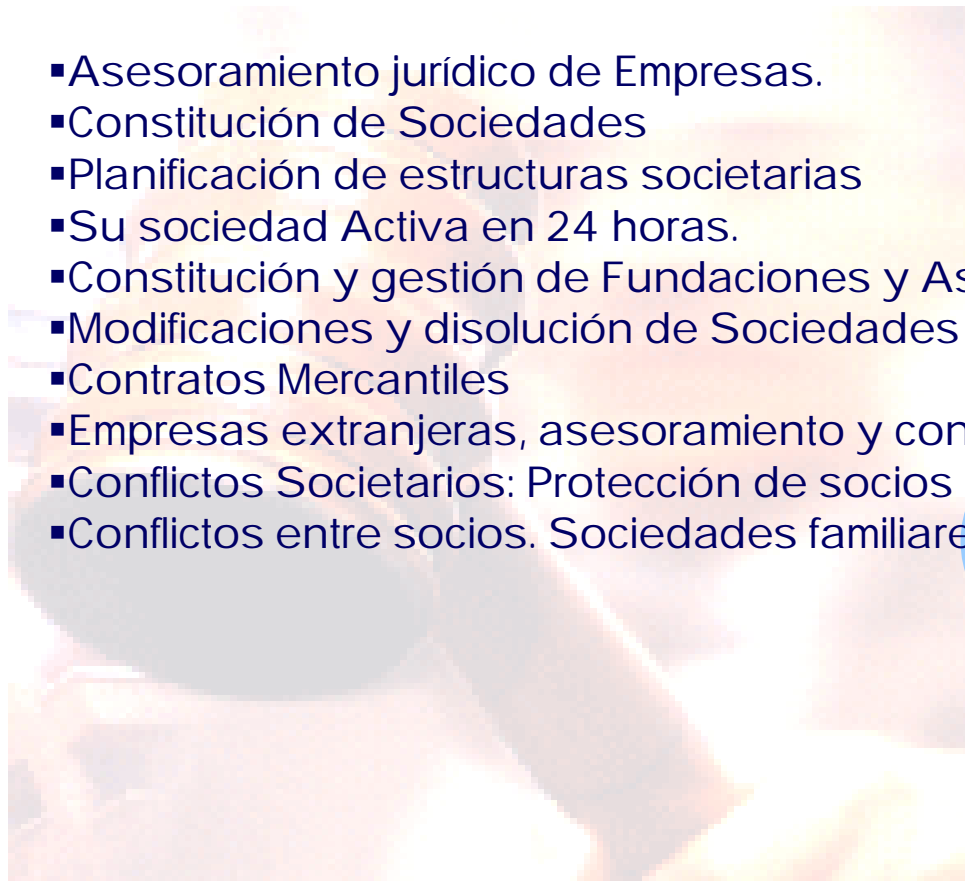 ▪Asesoramiento jurídico de Empresas.
▪Constitución de Sociedades
▪Planificación de estructuras societarias
▪Su sociedad Activa en 24 horas.
▪Constitución y gestión de Fundaciones y
▪Modificaciones y disolución de Sociedades
▪Contratos Mercantiles
▪Empresas extranjeras, asesoramiento y
▪Conflictos Societarios: Protección de socios
▪Conflictos entre socios. Sociedades